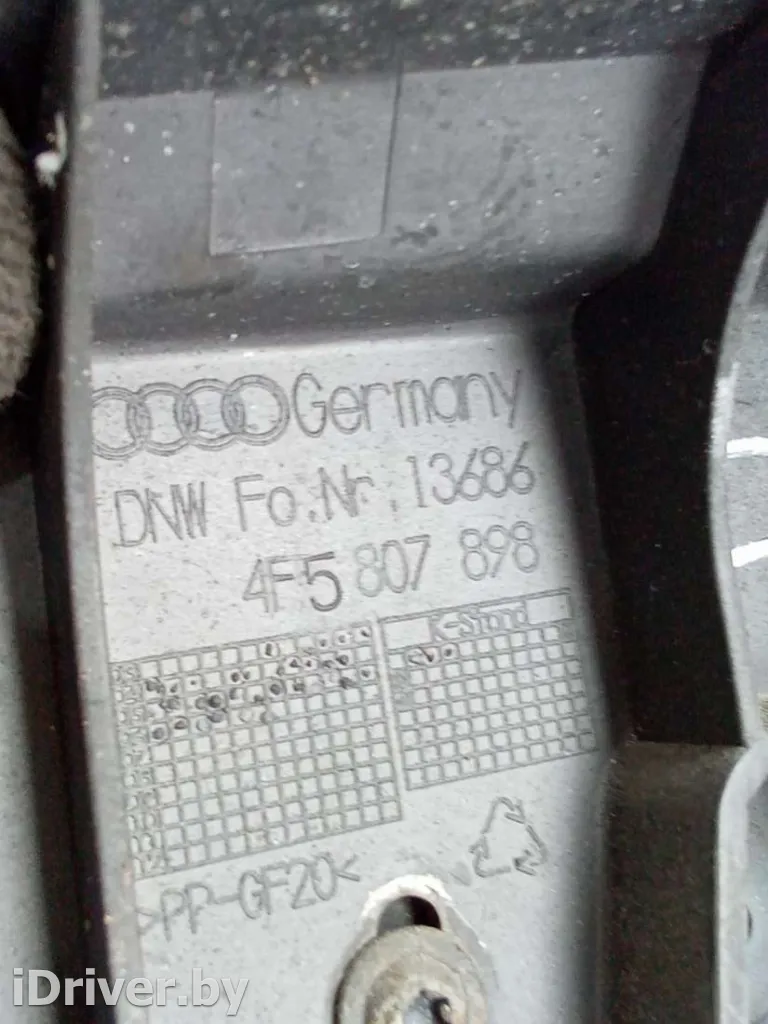 Germany
DNW Fo.Nr.13686
4F5 807 898
K-Stand
>PP-GF20<
iDriver.by